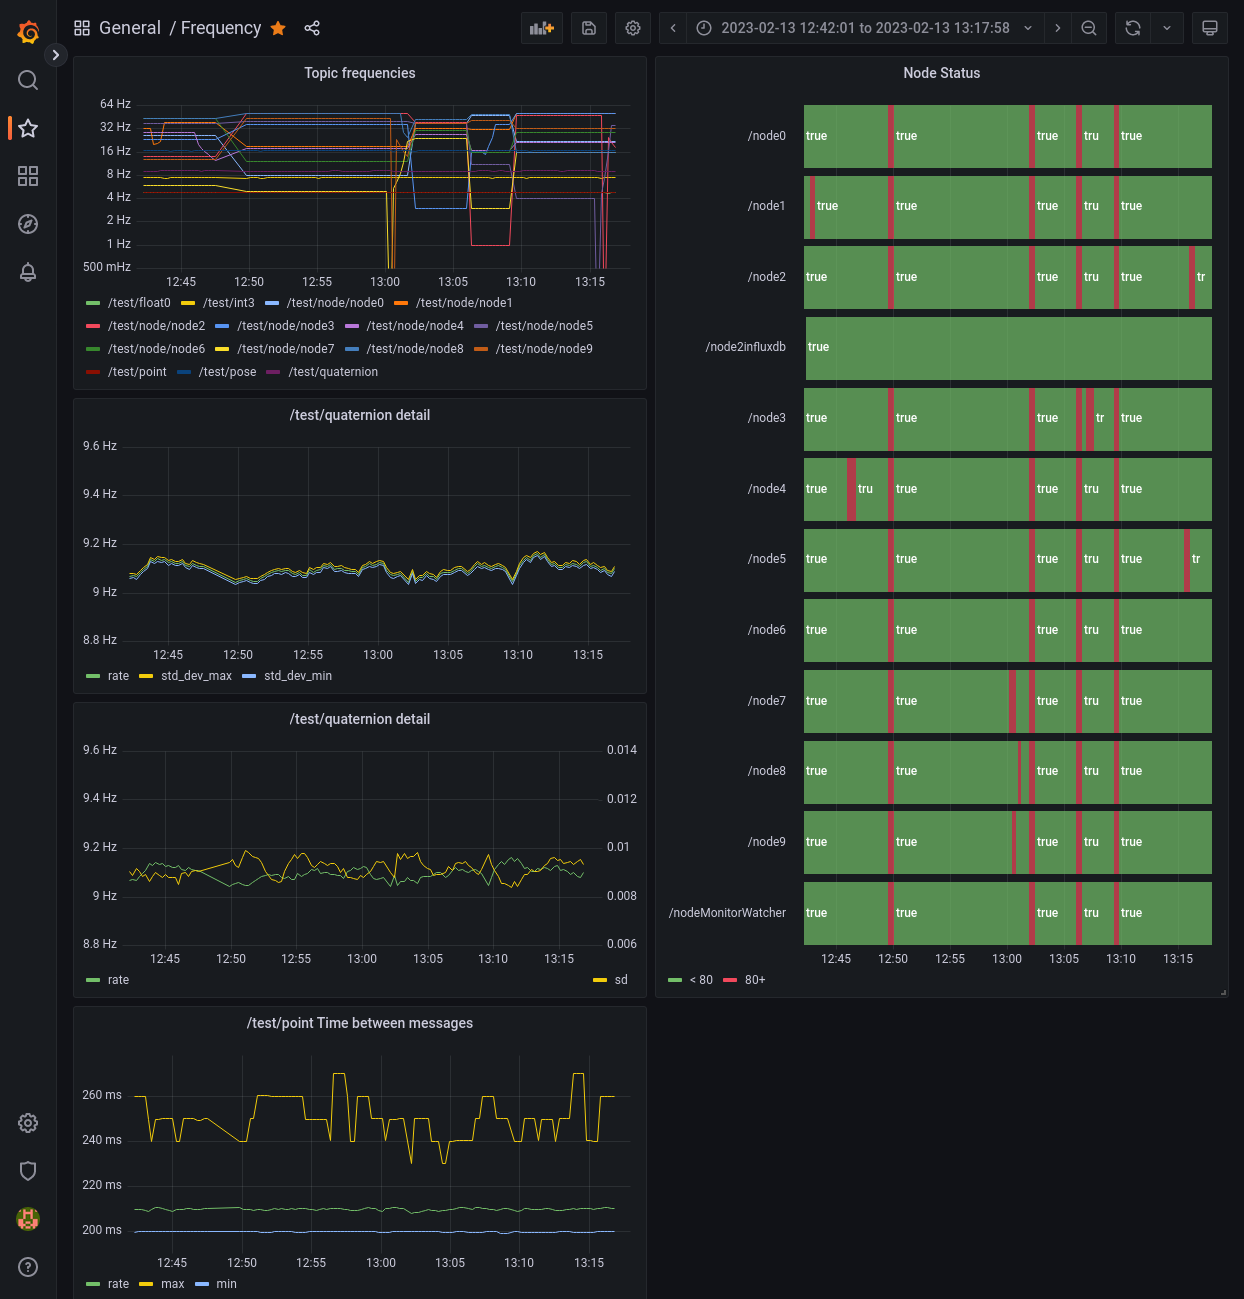 General / Frequency
2023-02-13 12:42:01 to 2023-02-13 13:17:58
Topic frequencies
64 Hz
32 Hz
16 Hz
8 Hz
4 Hz
2 Hz
1 Hz
500 mHz
12:45 12:50 12:55 13:00 13:05 13:10 13:15
/test/float0 /test/int3 /test/node/node0 /test/node/node1
/test/node/node2 /test/node/node3 /test/node/node4 /test/node/node5
/test/node/node6 /test/node/node7 /test/node/node8 /test/node/node9
/test/point /test/pose /test/quaternion
/test/quaternion detail
9.6 Hz
9.4 Hz
9.2 Hz
9 Hz
8.8 Hz
12:45 12:50 12:55 13:00 13:05 13:10 13:15
rate std_dev_max std_dev_min
/test/quaternion detail
9.6 Hz 0.014
9.4 Hz 0.012
9.2 Hz 0.01
9 Hz 0.008
8.8 Hz 0.006
12:45 12:50 12:55 13:00 13:05 13:10 13:15
rate sd
/test/point Time between messages
260 ms
240 ms
220 ms
200 ms
12:45 12:50 12:55 13:00 13:05 13:10 13:15
rate max min
Node Status
/node0 true true true tru true
/node1 true true true tru true
/node2 true true true tru true tr
/node2influxdb true
/node3 true true true tr true
/node4 true tru true true tru true
/node5 true true true tru true tr
/node6 true true true tru true
/node7 true true true tru true
/node8 true true true tru true
/node9 true true true tru true
/nodeMonitorWatcher true true true tru true
12:45 12:50 12:55 13:00 13:05 13:10 13:15
< 80 80+